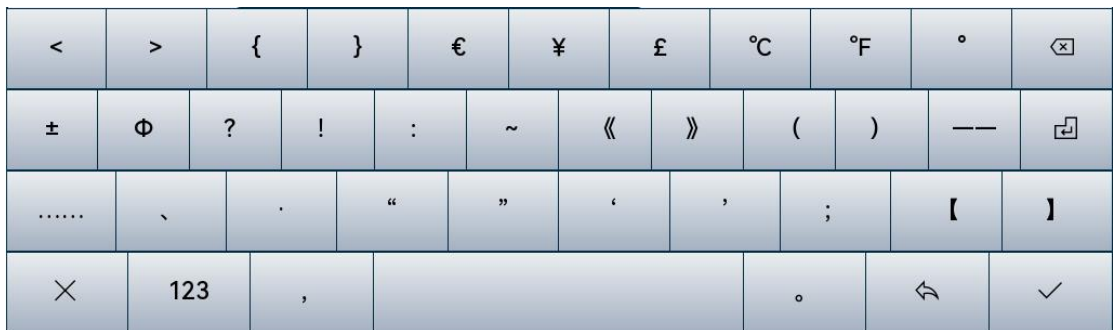 < > { } € ¥ £ ℃ ℉ °
± Φ ? ! : ~ 《 》 ( ) ——
…… 、 · “ ” ‘ ’ ; 【 】
123 , 。